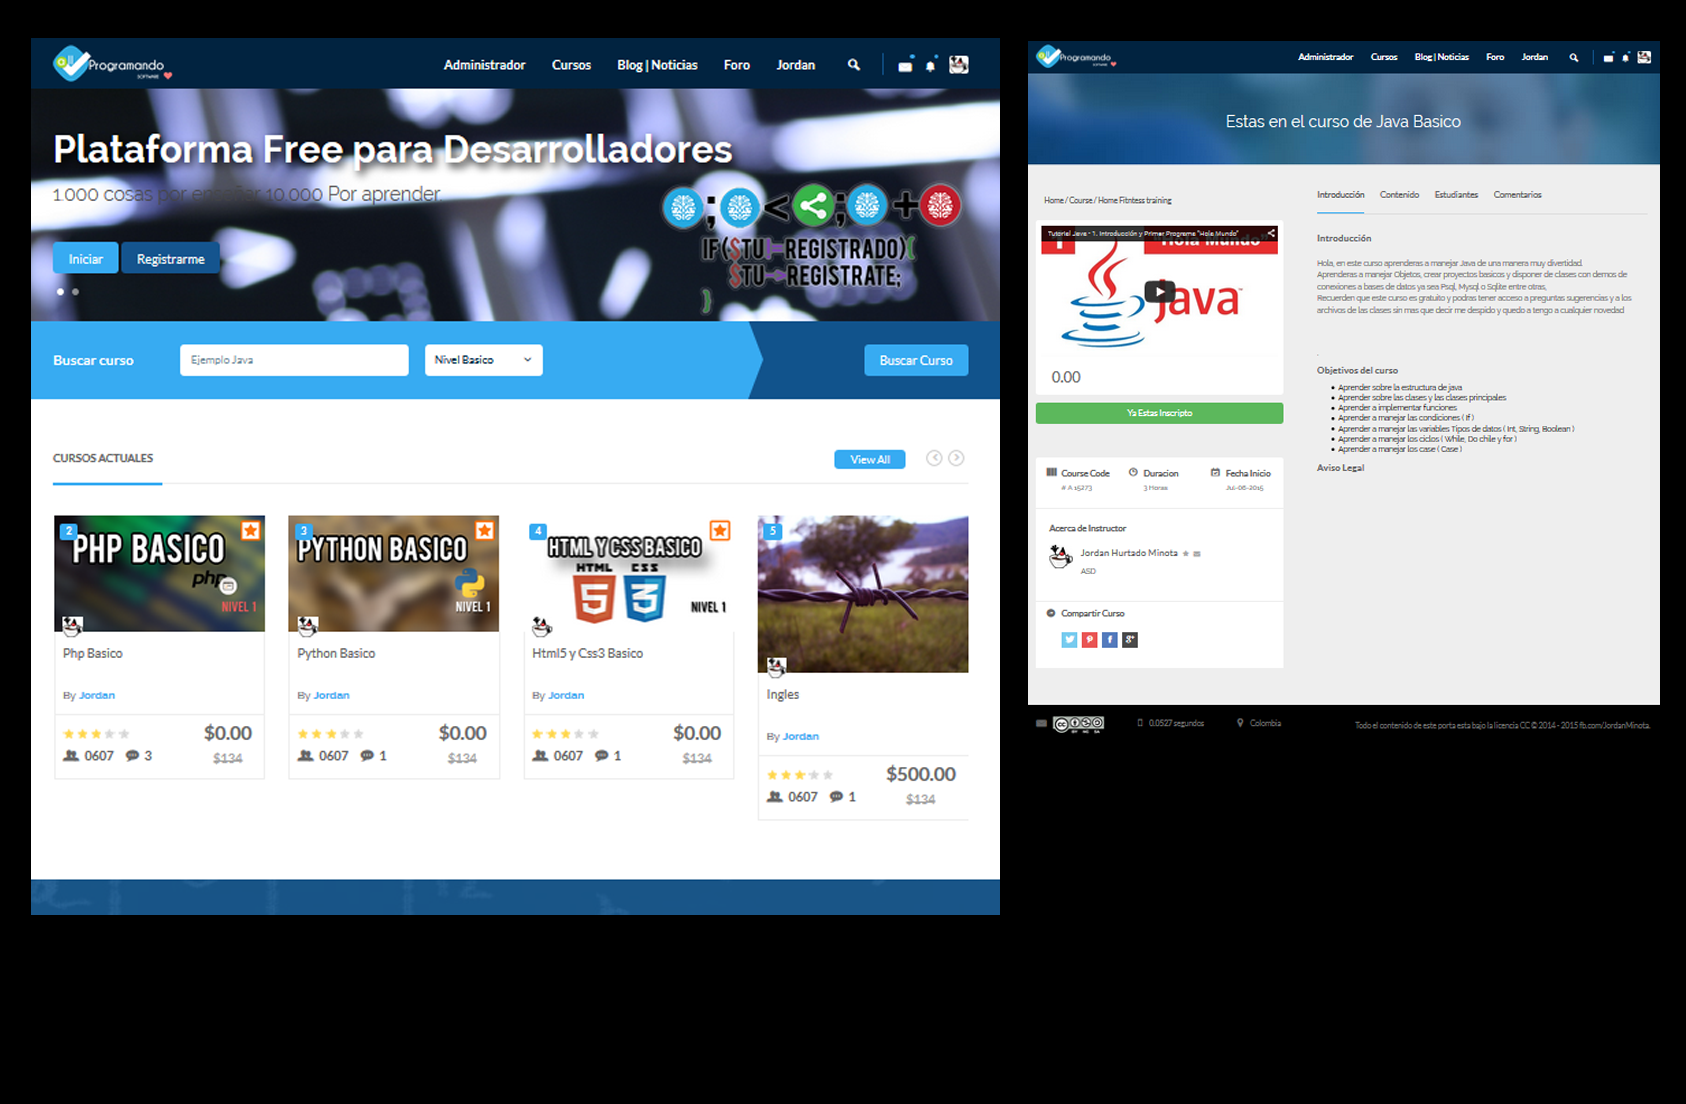 Programando
SOFTWARE
Administrador Cursos Blog | Noticias Foro Jordan
Plataforma Free para Desarrolladores
1.000 cosas por enseñar 10.000 Por aprender.
; < ; +
IF($TU!=REGISTRADO){
$TU->REGISTRATE;
}
Iniciar Registrarme
Buscar curso Ejemplo Java Nivel Basico Buscar Curso
CURSOS ACTUALES View All
2
PHP BASICO
php
NIVEL 1
Php Basico
By Jordan
$0.00
0607 3 $134
3
PYTHON BASICO
NIVEL 1
Python Basico
By Jordan
$0.00
0607 1 $134
4
HTML Y CSS BASICO
HTML CSS
5 3
NIVEL 1
Html5 y Css3 Basico
By Jordan
$0.00
0607 1 $134
5
Ingles
By Jordan
$500.00
0607 1 $134
Programando
Administrador Cursos Blog | Noticias Foro Jordan
Estas en el curso de Java Basico
Home / Course / Home Fitntess training
Tutorial Java - 1. Introducción y Primer Programa "Hola Mundo"
"Hola Mundo"
Java™
0.00
Ya Estas Inscripto
Course Code Duracion Fecha Inicio
# A 15273 3 Horas Jul-06-2015
Acerca de Instructor
Jordan Hurtado Minota
ASD
Compartir Curso
Introducción Contenido Estudiantes Comentarios
Introducción
Hola, en este curso aprenderas a manejar Java de una manera muy divertida.
Aprenderas a manejar Objetos, crear proyectos basicos y disponer de clases con demos de
conexiones a bases de datos ya sea Psql, Mysql o Sqlite entre otras,
Recuerden que este curso es gratuito y podras tener acceso a preguntas sugerencias y a los
archivos de las clases sin mas que decir me despido y quedo a tengo a cualquier novedad
.
Objetivos del curso
Aprender sobre la estructura de java
Aprender sobre las clases y las clases principales
Aprender a implementar funciones
Aprender a manejar las condiciones ( If )
Aprender a manejar las variables Tipos de datos ( Int, String, Boolean )
Aprender a manejar los ciclos ( While, Do chile y for )
Aprender a manejar los case ( Case )
Aviso Legal
cc BY NC SA 0.0527 segundos Colombia Todo el contenido de este porta esta bajo la licencia CC © 2014 - 2015 fb.com/JordanMinota.